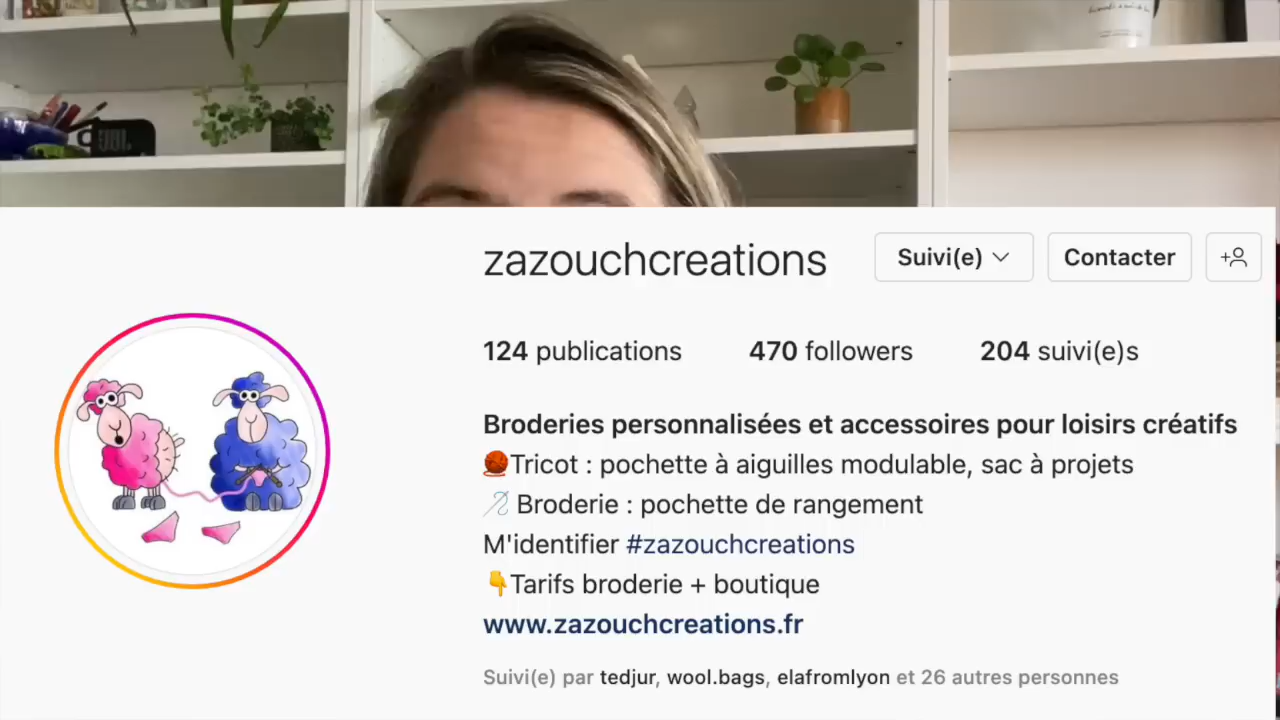 JBL
zazouchcreations
Suivi(e)
Contacter
124 publications
470 followers
204 suivi(e)s
Broderies personnalisées et accessoires pour loisirs créatifs
🧶Tricot : pochette à aiguilles modulable, sac à projets
🪡 Broderie : pochette de rangement
M'identifier #zazouchcreations
👇Tarifs broderie + boutique
www.zazouchcreations.fr
Suivi(e) par tedjur, wool.bags, elafromlyon et 26 autres personnes